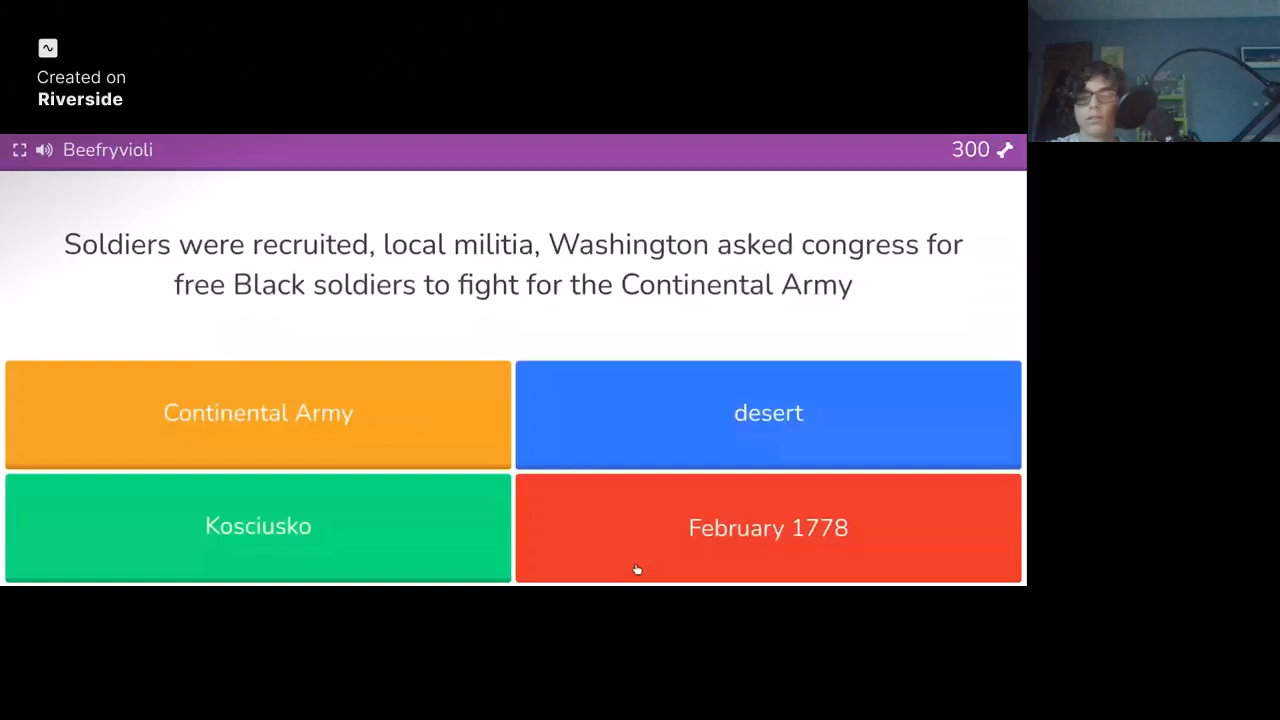 Created on
Riverside
Beefryvioli
300
Soldiers were recruited, local militia, Washington asked congress for
free Black soldiers to fight for the Continental Army
Continental Army
desert
Kosciusko
February 1778